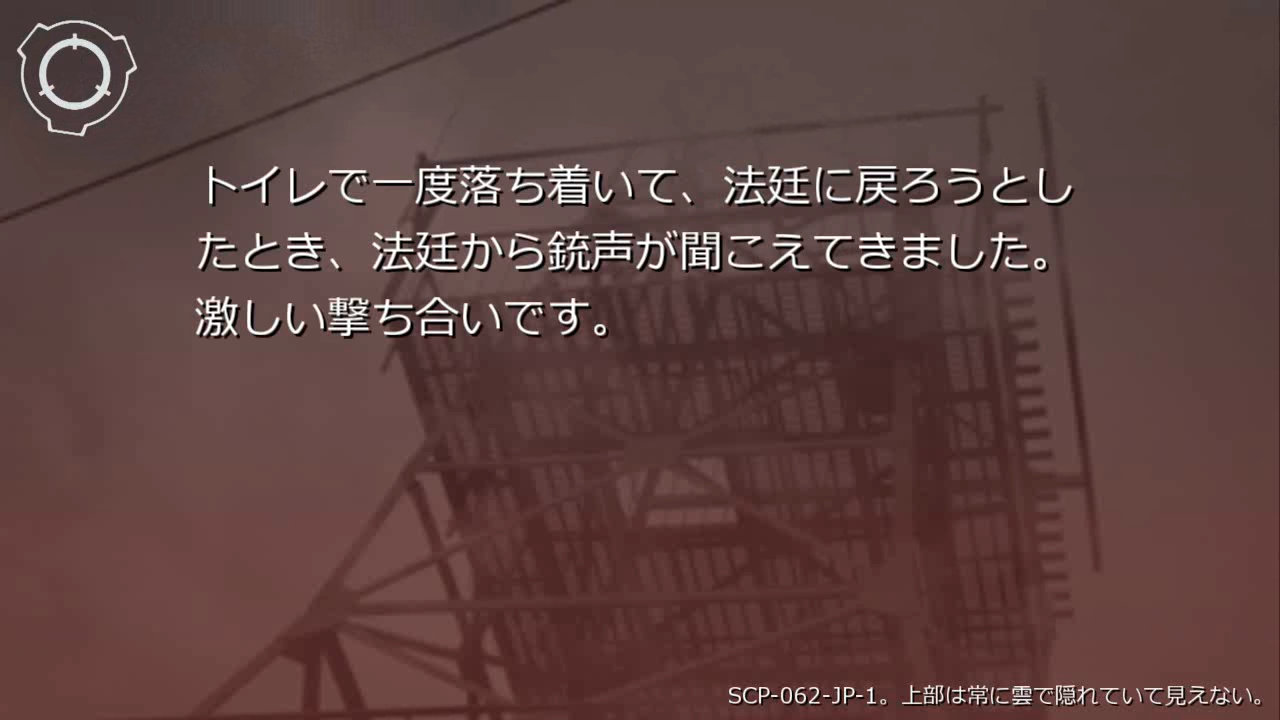 トイレで一度落ち着いて、法廷に戻ろうとし
たとき、法廷から銃声が聞こえてきました。
激しい撃ち合いです。
SCP-062-JP-1。上部は常に雲で隠れていて見えない。